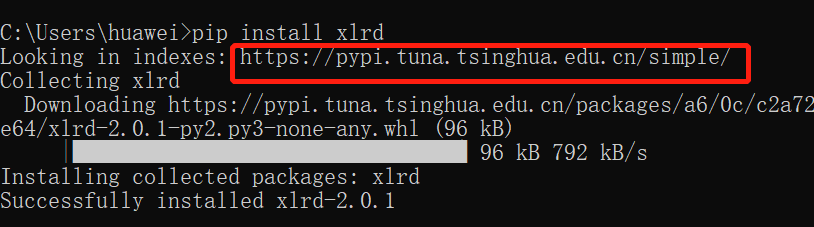 C:\Users\huawei>pip install xlrd
Looking in indexes: https://pypi.tuna.tsinghua.edu.cn/simple/
Collecting xlrd
  Downloading https://pypi.tuna.tsinghua.edu.cn/packages/a6/0c/c2a72
e64/xlrd-2.0.1-py2.py3-none-any.whl (96 kB)
96 kB 792 kB/s
Installing collected packages: xlrd
Successfully installed xlrd-2.0.1